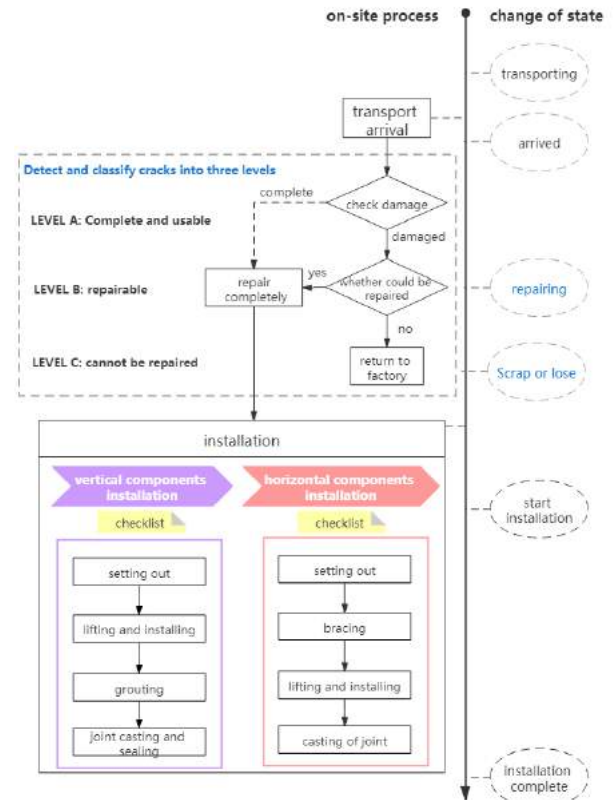 on-site process
change of state
transporting
transport
arrival
arrived
Detect and classify cracks into three levels
complete
check damage
LEVEL A: Complete and usable
damaged
LEVEL B: repairable
repair
completely
yes
whether could be
repaired
repairing
no
LEVEL C: cannot be repaired
return to
factory
Scrap or lose
installation
vertical components
installation
horizontal components
installation
start
installation
checklist
checklist
setting out
lifting and installing
grouting
joint casting and
sealing
setting out
bracing
lifting and installing
casting of joint
installation
complete